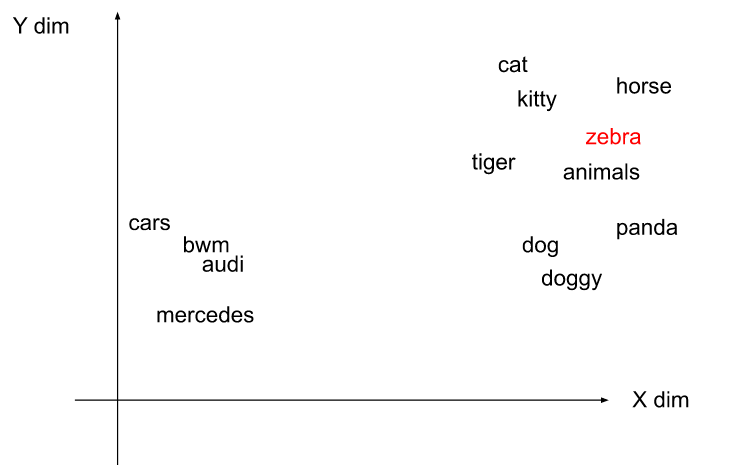 Y dim
cat
horse
kitty
zebra
tiger
animals
cars
panda
bwm
dog
audi
doggy
mercedes
X dim